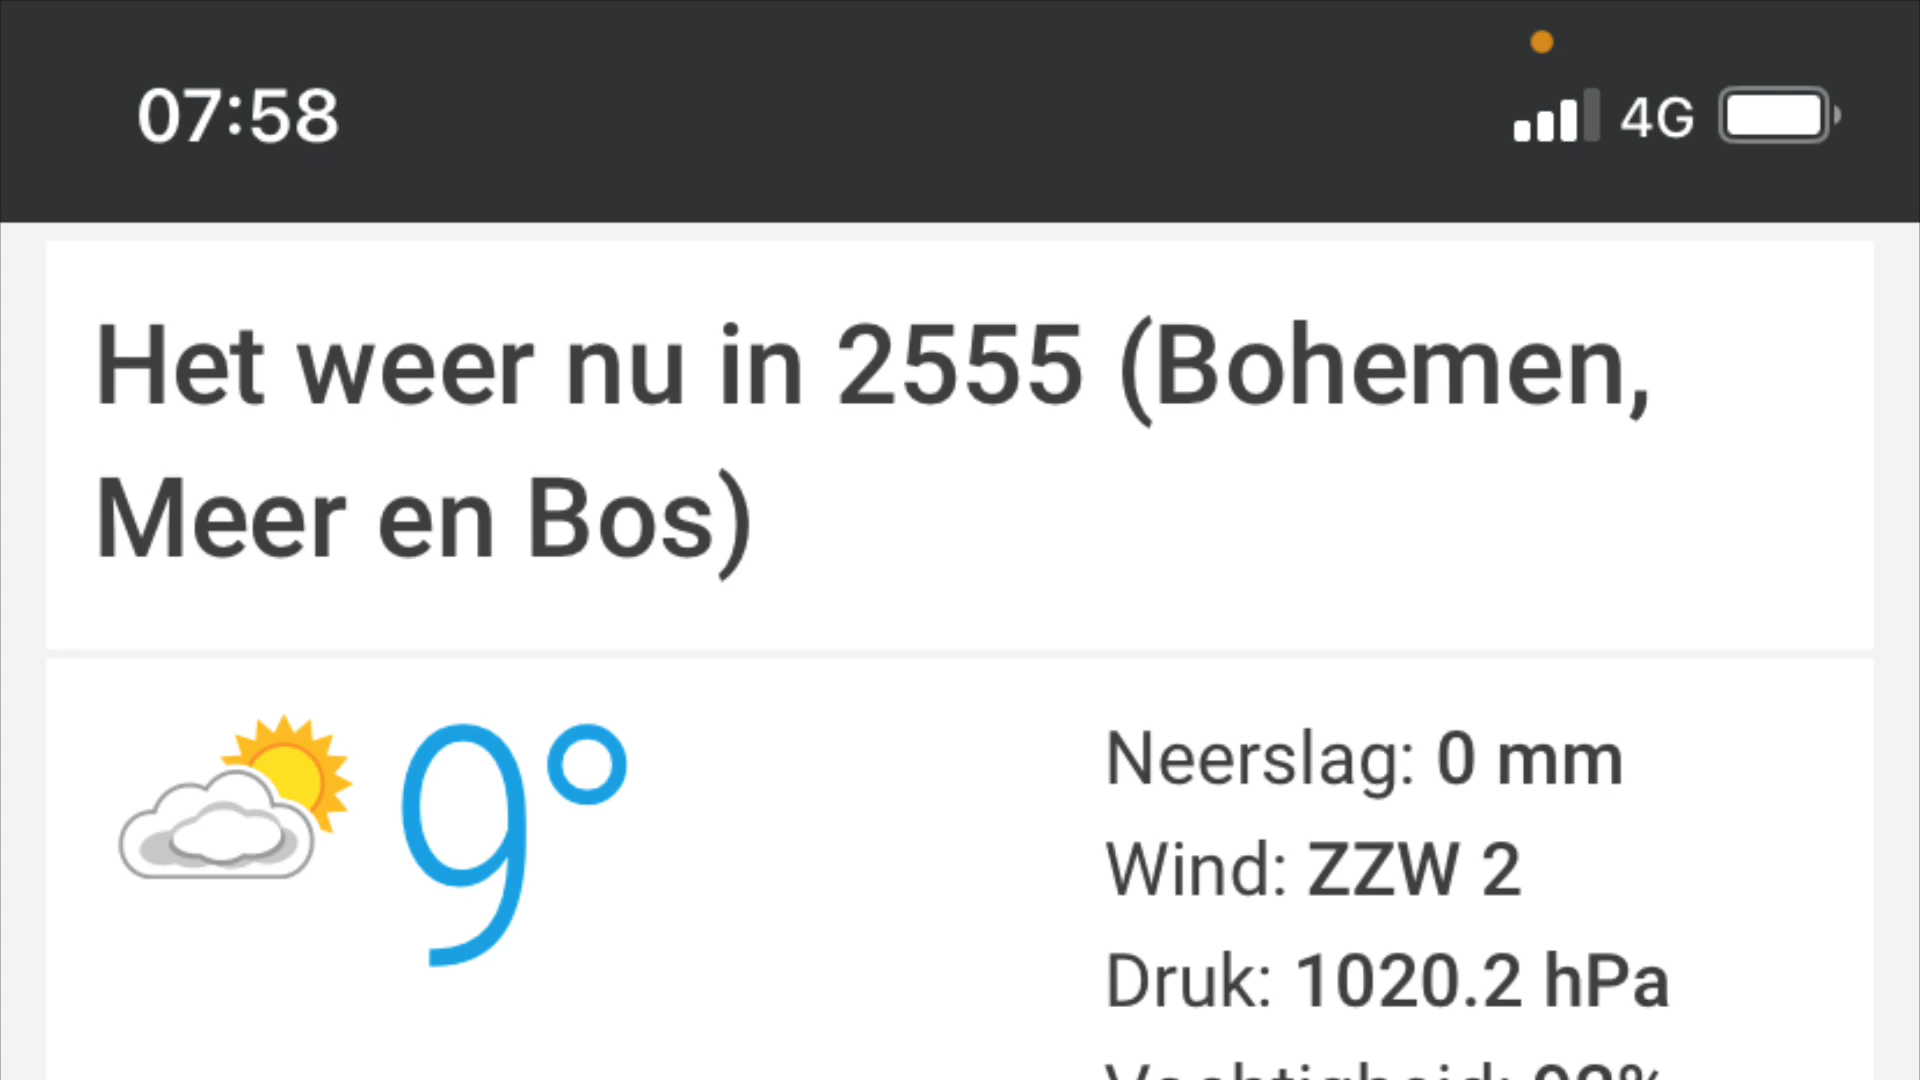 07:58
4G
Het weer nu in 2555 (Bohemen,
Meer en Bos)
9°
Neerslag: 0 mm
Wind: ZZW 2
Druk: 1020.2 hPa
Vochtigheid: